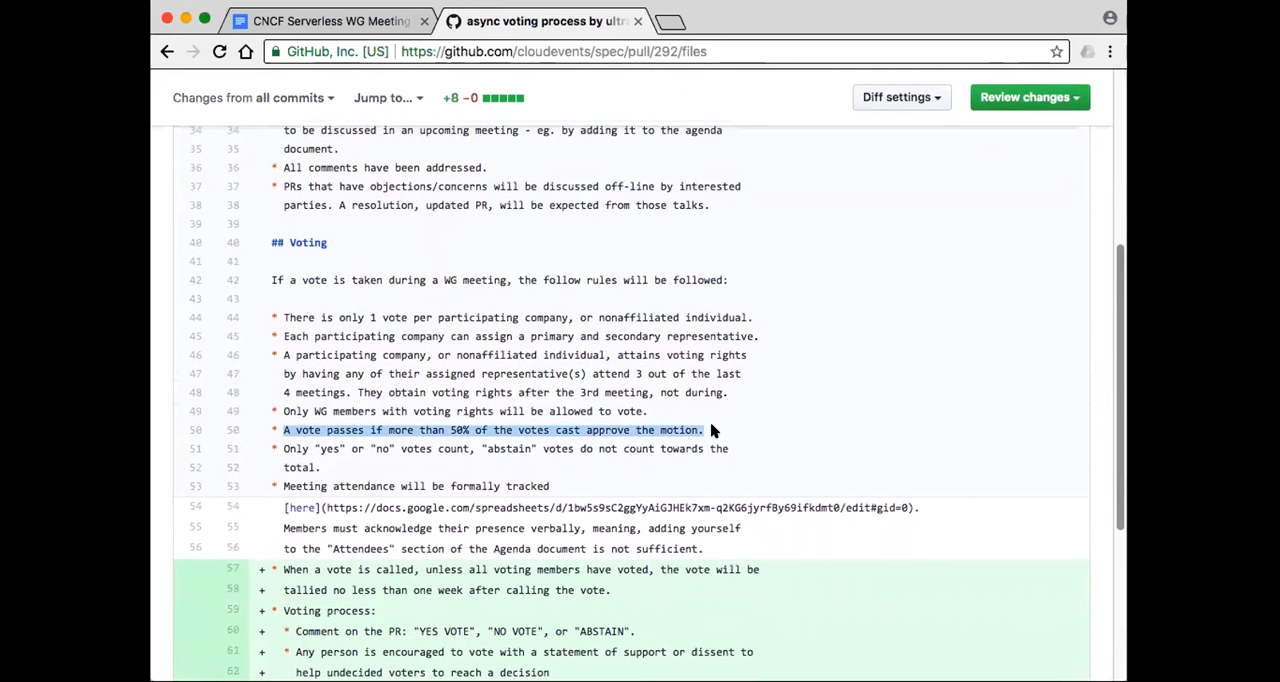 CNCF Serverless WG Meeting
async voting process by ultra
GitHub, Inc. [US] | https://github.com/cloudevents/spec/pull/292/files
Changes from all commits Jump to... +8 −0 Diff settings Review changes
34 34 to be discussed in an upcoming meeting - eg. by adding it to the agenda
35 35 document.
36 36 * All comments have been addressed.
37 37 * PRs that have objections/concerns will be discussed off-line by interested
38 38 parties. A resolution, updated PR, will be expected from those talks.
39 39
40 40 ## Voting
41 41
42 42 If a vote is taken during a WG meeting, the follow rules will be followed:
43 43
44 44 * There is only 1 vote per participating company, or nonaffiliated individual.
45 45 * Each participating company can assign a primary and secondary representative.
46 46 * A participating company, or nonaffiliated individual, attains voting rights
47 47 by having any of their assigned representative(s) attend 3 out of the last
48 48 4 meetings. They obtain voting rights after the 3rd meeting, not during.
49 49 * Only WG members with voting rights will be allowed to vote.
50 50 * A vote passes if more than 50% of the votes cast approve the motion.
51 51 * Only "yes" or "no" votes count, "abstain" votes do not count towards the
52 52 total.
53 53 * Meeting attendance will be formally tracked
54 54 [here](https://docs.google.com/spreadsheets/d/1bw5s9sC2ggYyAiGJHEk7xm-q2KG6jyrfBy69ifkdmt0/edit#gid=0).
55 55 Members must acknowledge their presence verbally, meaning, adding yourself
56 56 to the "Attendees" section of the Agenda document is not sufficient.
57 + * When a vote is called, unless all voting members have voted, the vote will be
58 + tallied no less than one week after calling the vote.
59 + * Voting process:
60 + * Comment on the PR: "YES VOTE", "NO VOTE", or "ABSTAIN".
61 + * Any person is encouraged to vote with a statement of support or dissent to
62 + help undecided voters to reach a decision